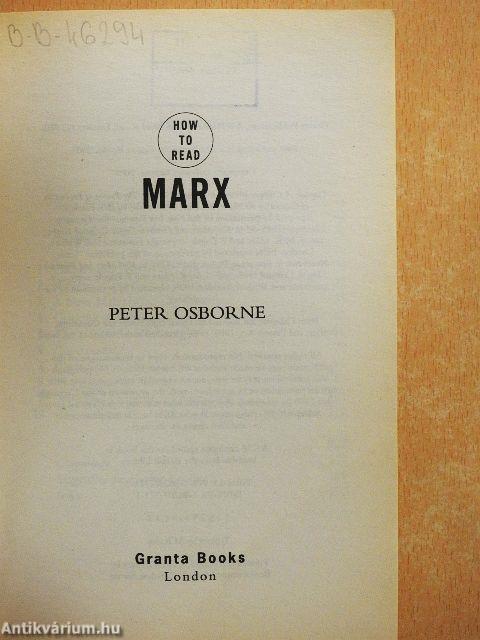 B-B-46294
HOW
TO
READ
MARX
PETER OSBORNE
Granta Books
London
Antikvárium.hu